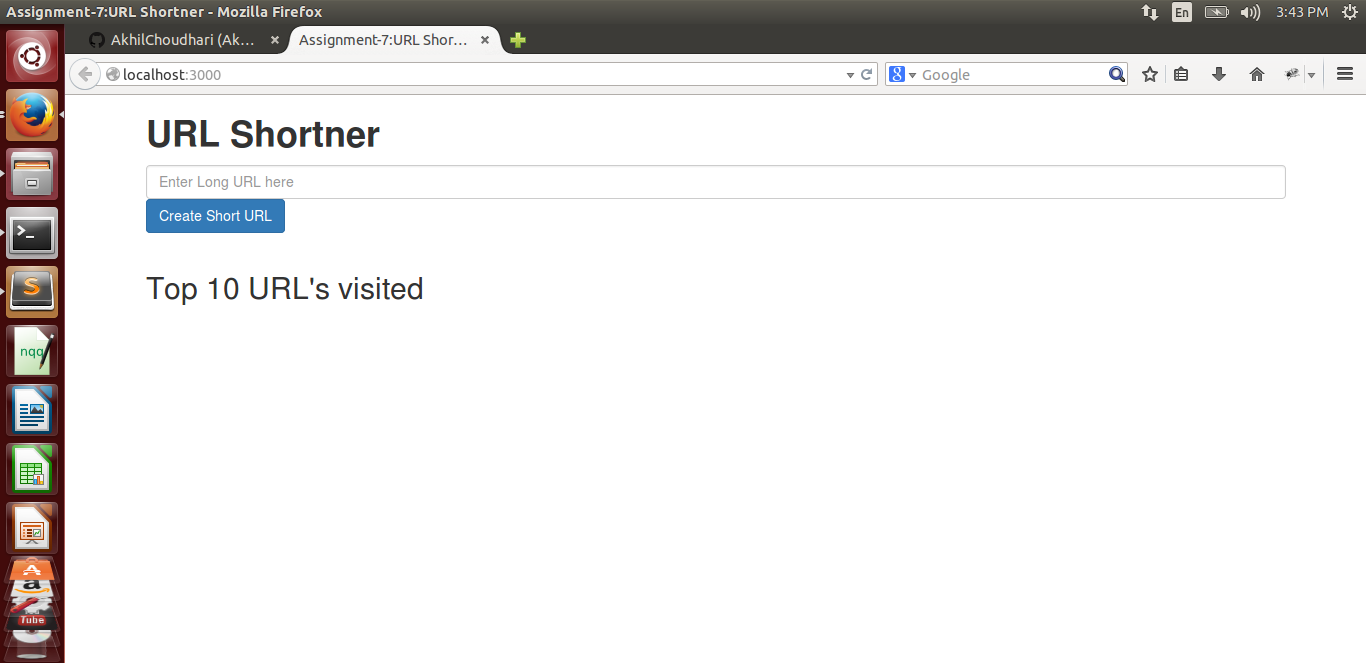 Assignment-7:URL Shortner - Mozilla Firefox
En
3:43 PM
AkhilChoudhari (Ak...
Assignment-7:URL Shor...
localhost:3000
Google
URL Shortner
Enter Long URL here
Create Short URL
Top 10 URL's visited
nqq
a
Tube